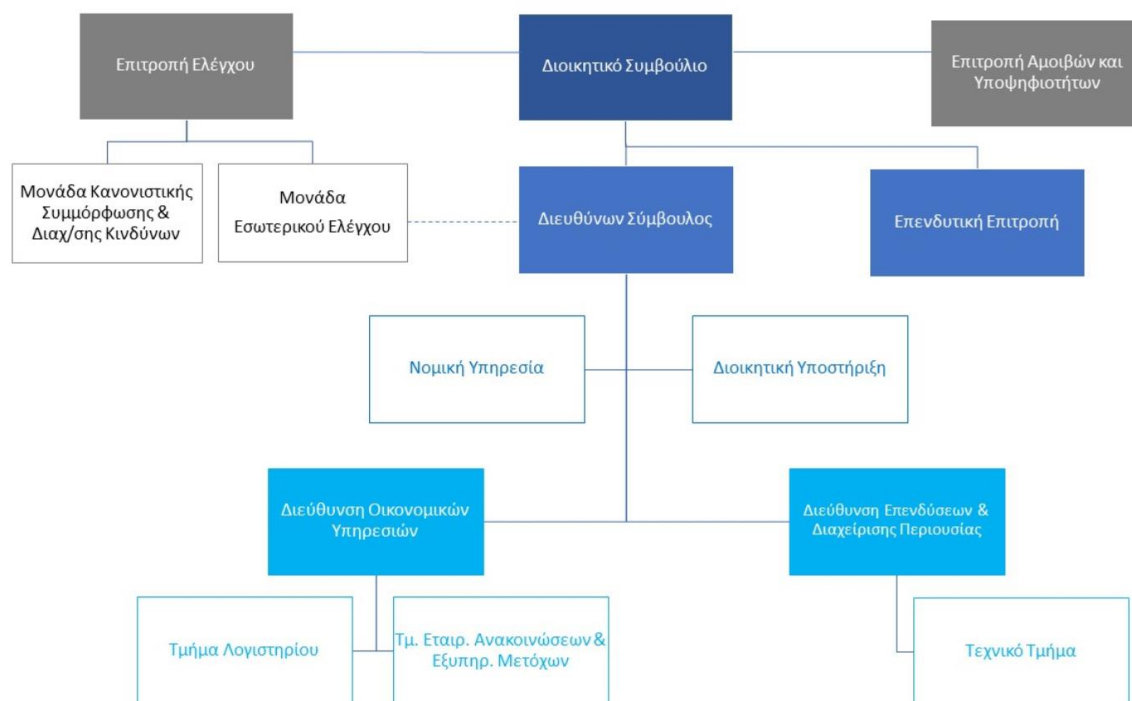 Επιτροπή Ελέγχου
Διοικητικό Συμβούλιο
Επιτροπή Αμοιβών και
Υποψηφιοτήτων
Μονάδα Κανονιστικής
Συμμόρφωσης &
Διαχ/σης Κινδύνων
Μονάδα
Εσωτερικού Ελέγχου
Διευθύνων Σύμβουλος
Επενδυτική Επιτροπή
Νομική Υπηρεσία
Διοικητική Υποστήριξη
Διεύθυνση Οικονομικών
Υπηρεσιών
Διεύθυνση Επενδύσεων &
Διαχείρισης Περιουσίας
Τμήμα Λογιστηρίου
Τμ. Εταιρ. Ανακοινώσεων &
Εξυπηρ. Μετόχων
Τεχνικό Τμήμα